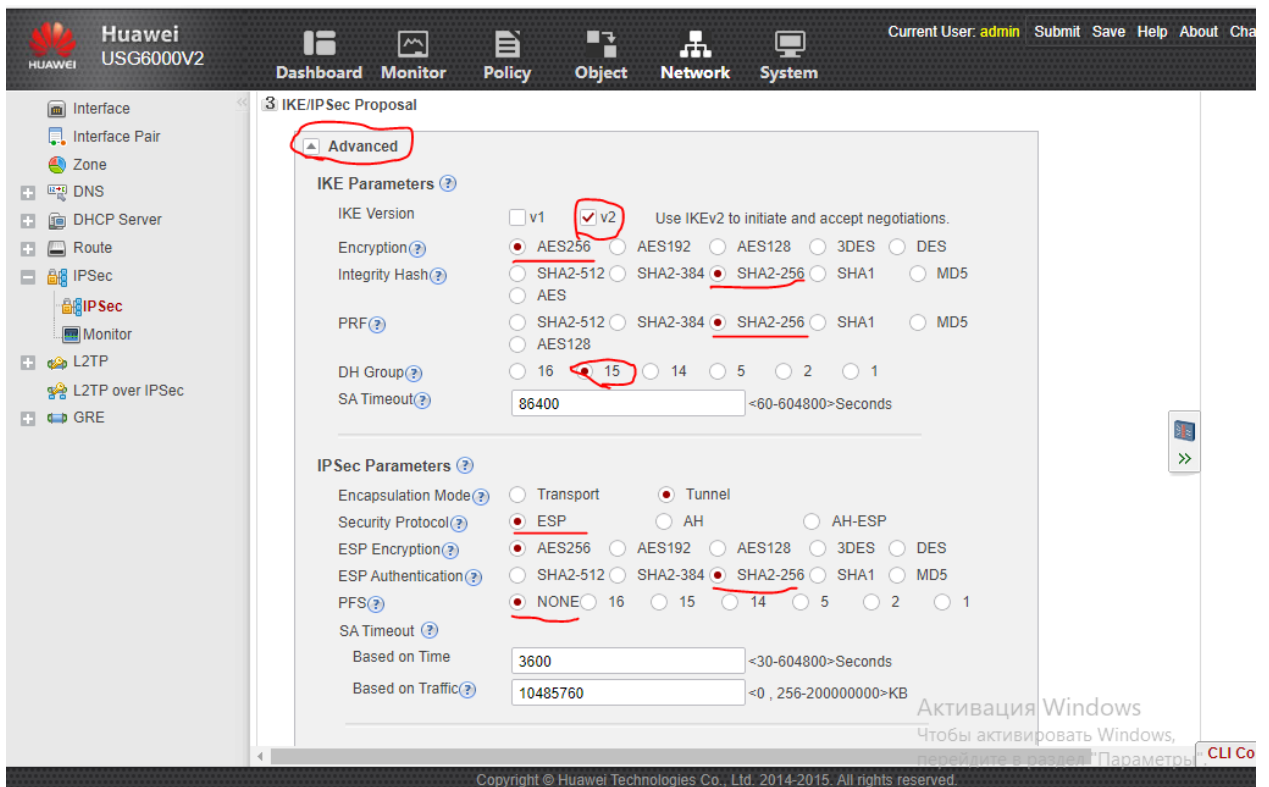 Huawei
USG6000V2
HUAWEI
Dashboard Monitor Policy Object Network System
Current User: admin Submit Save Help About Cha
Interface
Interface Pair
Zone
DNS
DHCP Server
Route
IPSec
IPSec
Monitor
L2TP
L2TP over IPSec
GRE
3 IKE/IPSec Proposal
Advanced
IKE Parameters
IKE Version v1 v2 Use IKEv2 to initiate and accept negotiations.
Encryption AES256 AES192 AES128 3DES DES
Integrity Hash SHA2-512 SHA2-384 SHA2-256 SHA1 MD5
AES
PRF SHA2-512 SHA2-384 SHA2-256 SHA1 MD5
AES128
DH Group 16 15 14 5 2 1
SA Timeout 86400 <60-604800>Seconds
IPSec Parameters
Encapsulation Mode Transport Tunnel
Security Protocol ESP AH AH-ESP
ESP Encryption AES256 AES192 AES128 3DES DES
ESP Authentication SHA2-512 SHA2-384 SHA2-256 SHA1 MD5
PFS NONE 16 15 14 5 2 1
SA Timeout
Based on Time 3600 <30-604800>Seconds
Based on Traffic 10485760 <0 , 256-200000000>KB
Активация Windows
Чтобы активировать Windows,
перейдите в раздел "Параметры".
CLI Co
Copyright © Huawei Technologies Co., Ltd. 2014-2015. All rights reserved.